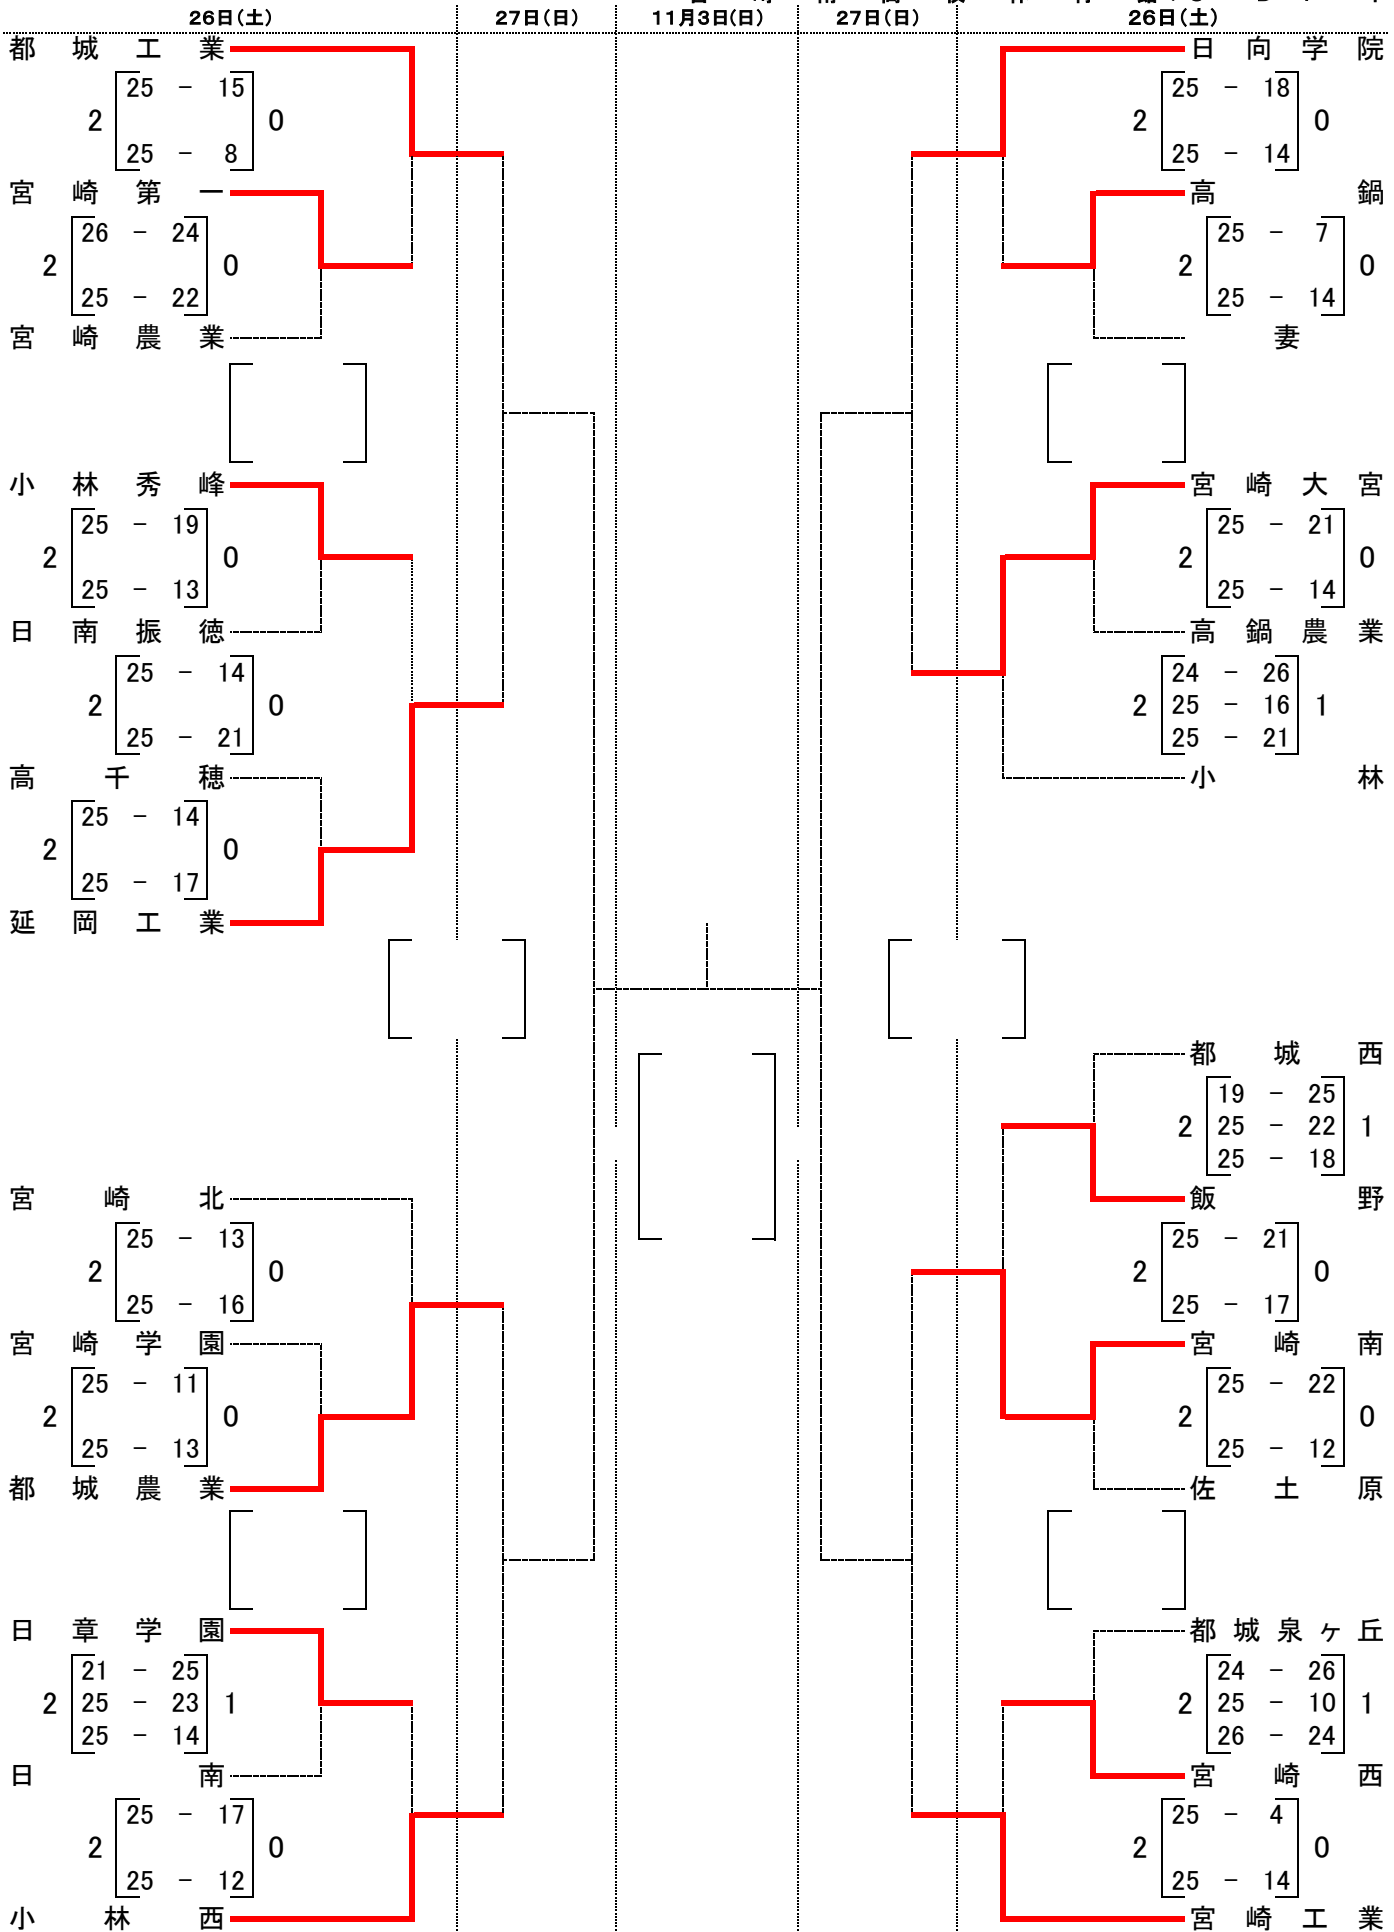 26日(土) 27日(日) 11月3日(日) 27日(日) 26日(土)
都城工業
25 - 15
2 0
25 - 8
宮崎第一
26 - 24
2 0
25 - 22
宮崎農業
小林秀峰
25 - 19
2 0
25 - 13
日南振徳
25 - 14
2 0
25 - 21
高千穂
25 - 14
2 0
25 - 17
延岡工業
宮崎北
25 - 13
2 0
25 - 16
宮崎学園
25 - 11
2 0
25 - 13
都城農業
日章学園
21 - 25
2 25 - 23 1
25 - 14
日南
25 - 17
2 0
25 - 12
小林西
日向学院
25 - 18
2 0
25 - 14
高鍋
25 - 7
2 0
25 - 14
妻
宮崎大宮
25 - 21
2 0
25 - 14
高鍋農業
24 - 26
2 25 - 16 1
25 - 21
小林
都城西
19 - 25
2 25 - 22 1
25 - 18
飯野
25 - 21
2 0
25 - 17
宮崎南
25 - 22
2 0
25 - 12
佐土原
都城泉ヶ丘
24 - 26
2 25 - 10 1
26 - 24
宮崎西
25 - 4
2 0
25 - 14
宮崎工業